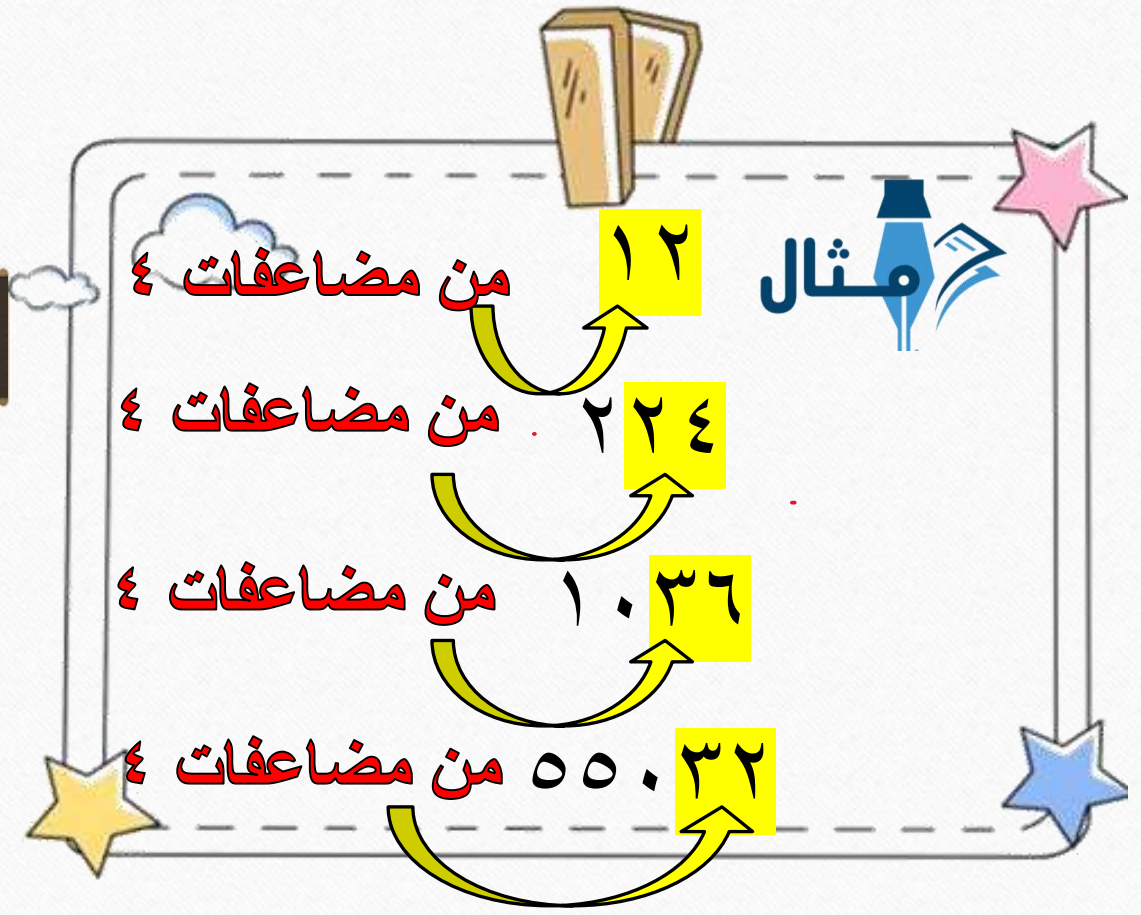 مثال
١٢ من مضاعفات ٤
٢٢٤ من مضاعفات ٤
١٠٣٦ من مضاعفات ٤
٥٥٠٣٢ من مضاعفات ٤